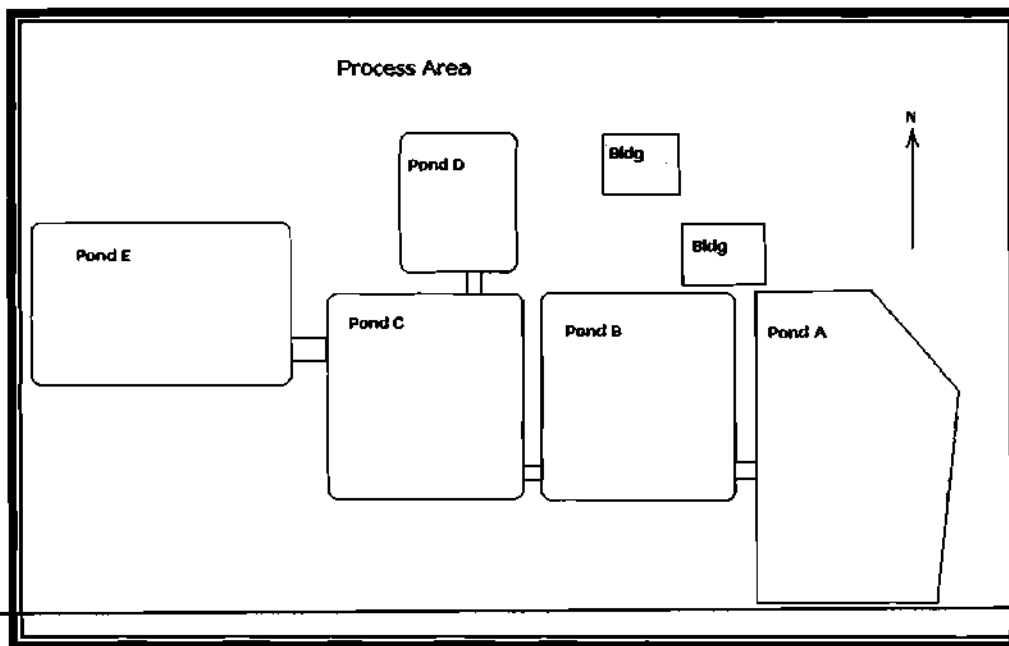 Process Area
N
Pond D
Bldg
Pond E
Bldg
Pond C
Pond B
Pond A